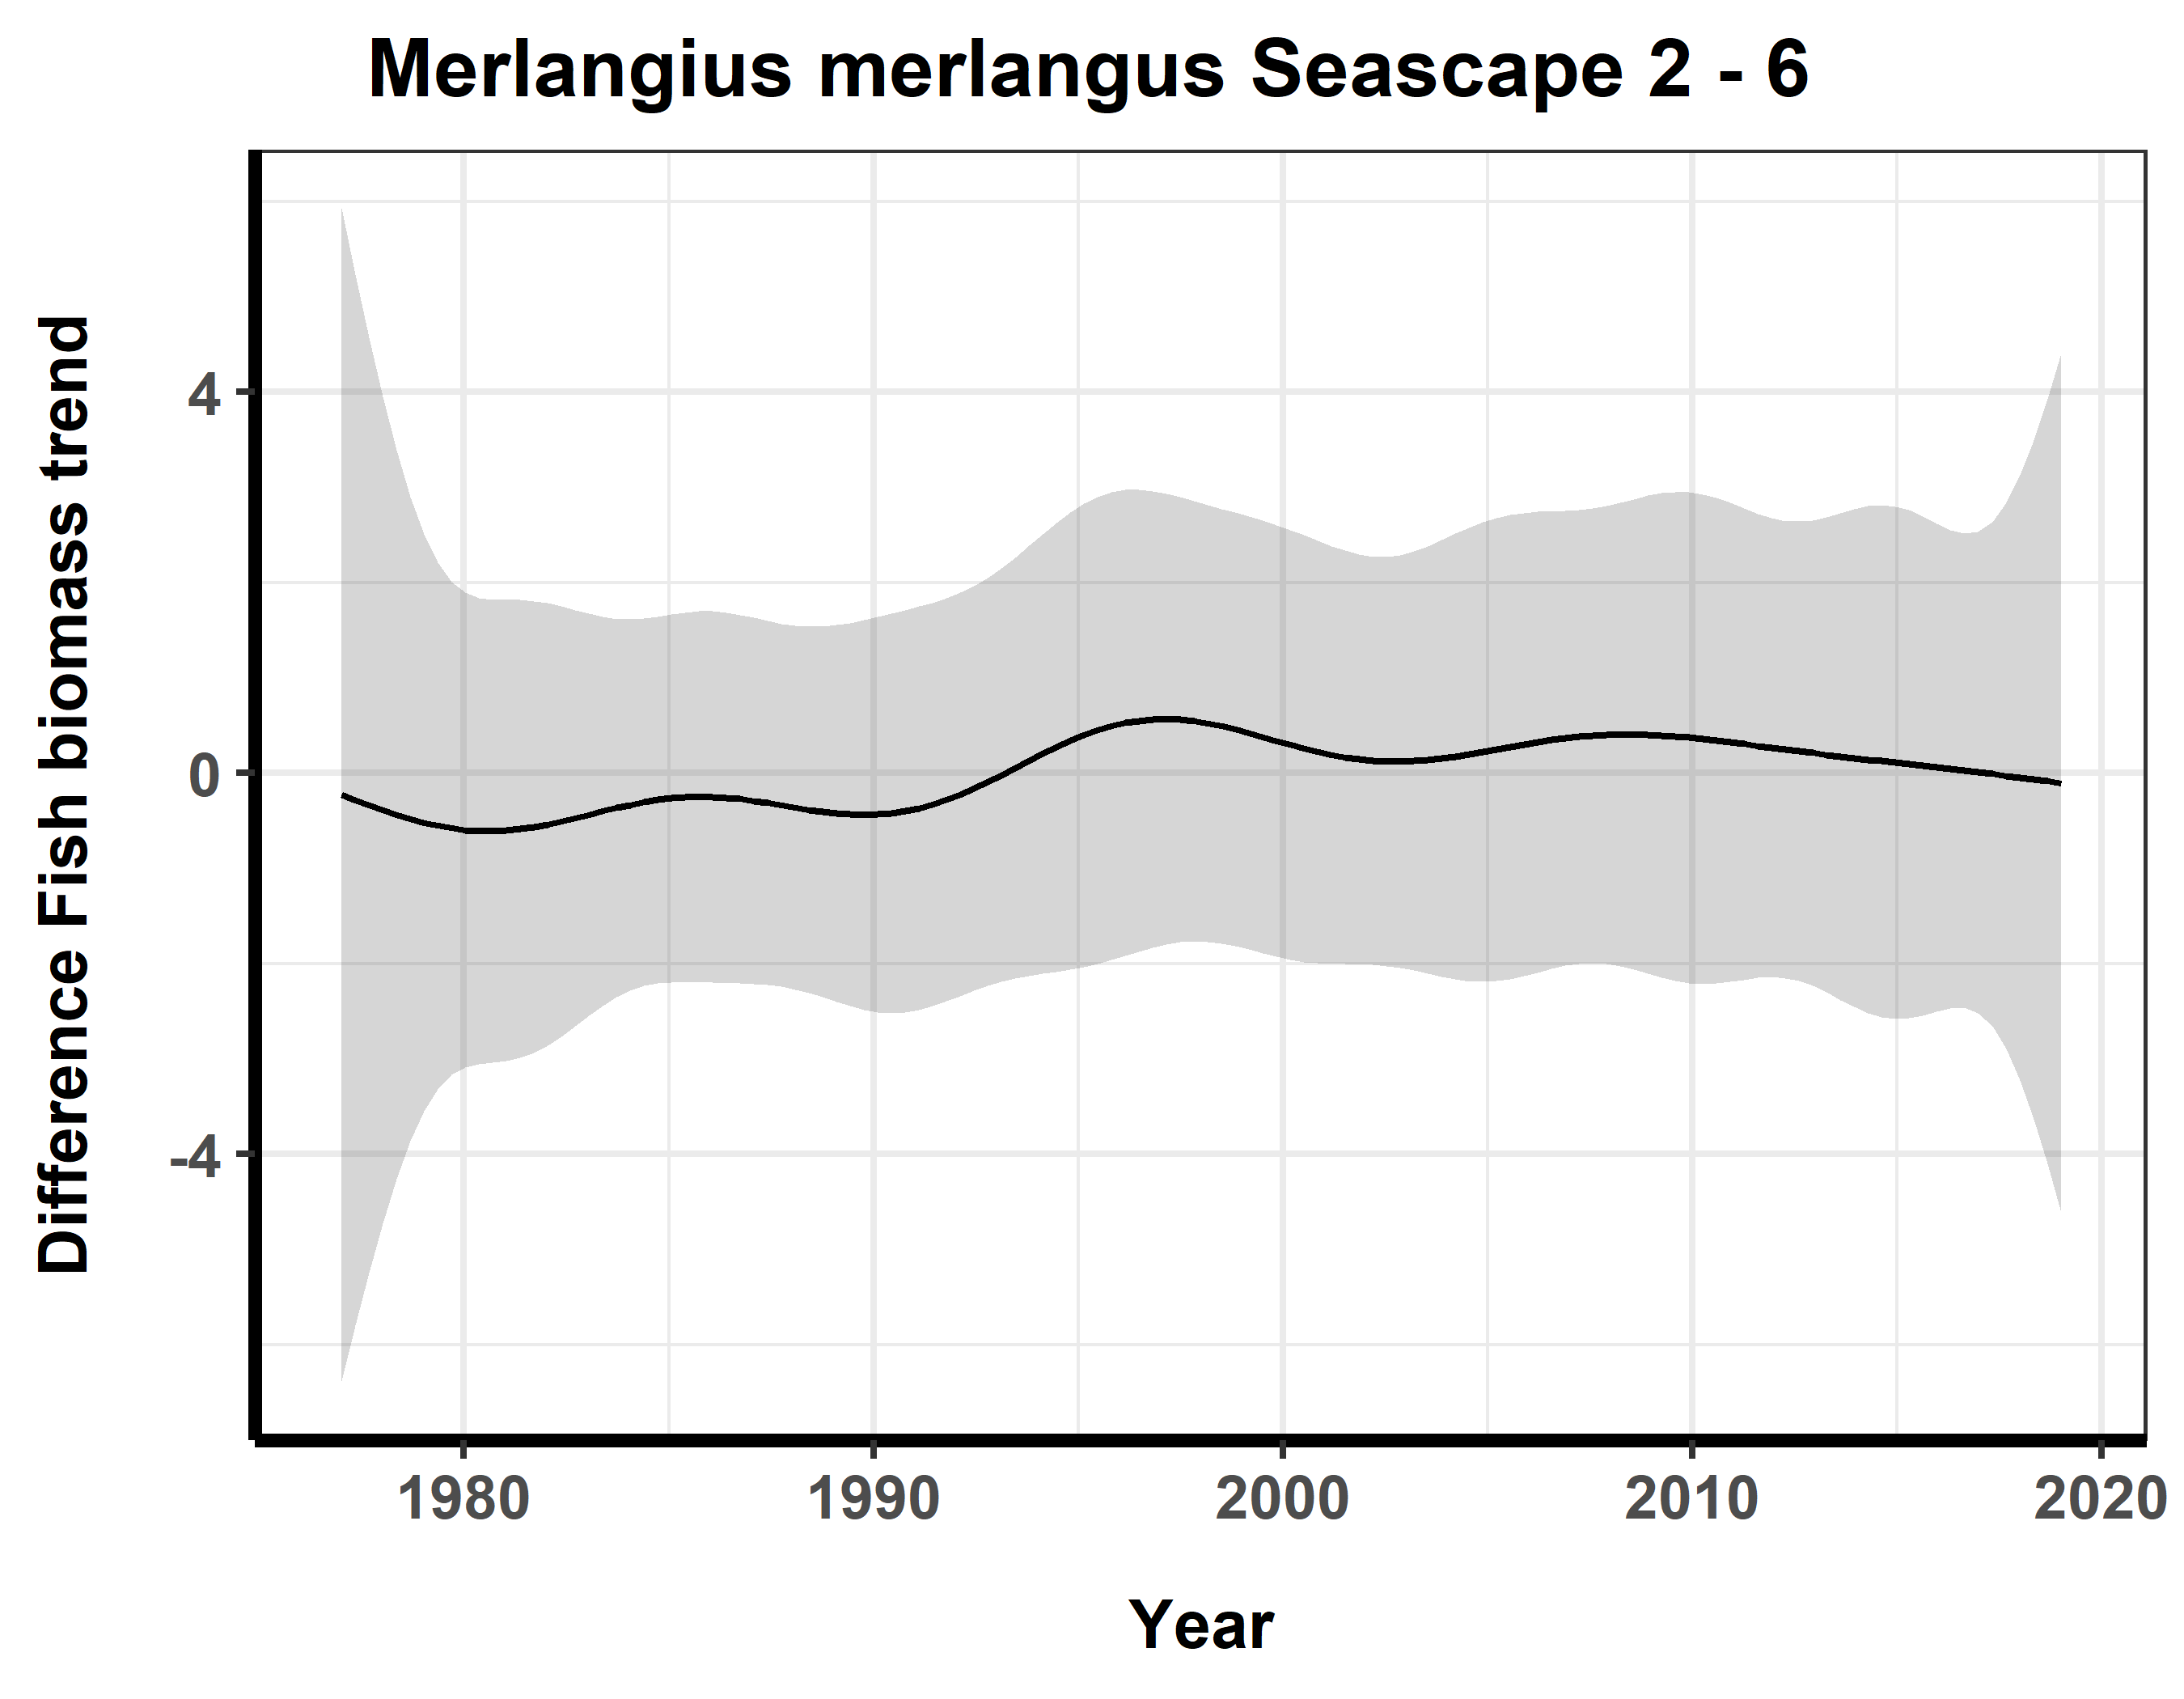 Merlangius merlangus Seascape 2 - 6
Difference Fish biomass trend
4
0
-4
1980 1990 2000 2010 2020
Year